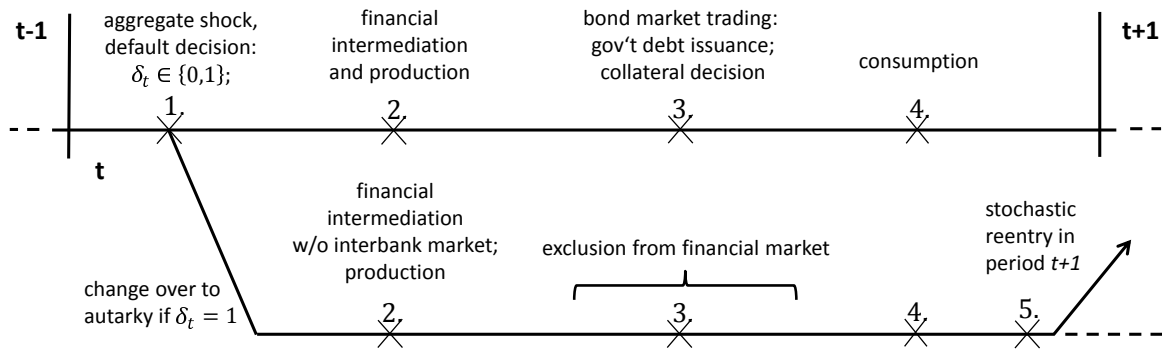 t-1
aggregate shock,
default decision:
δₜ ∈ {0,1};
financial
intermediation
and production
bond market trading:
gov‘t debt issuance;
collateral decision
consumption
t+1
1.
2.
3.
4.
t
financial
intermediation
w/o interbank market;
production
exclusion from financial market
stochastic
reentry in
period t+1
change over to
autarky if δₜ = 1
2.
3.
4.
5.